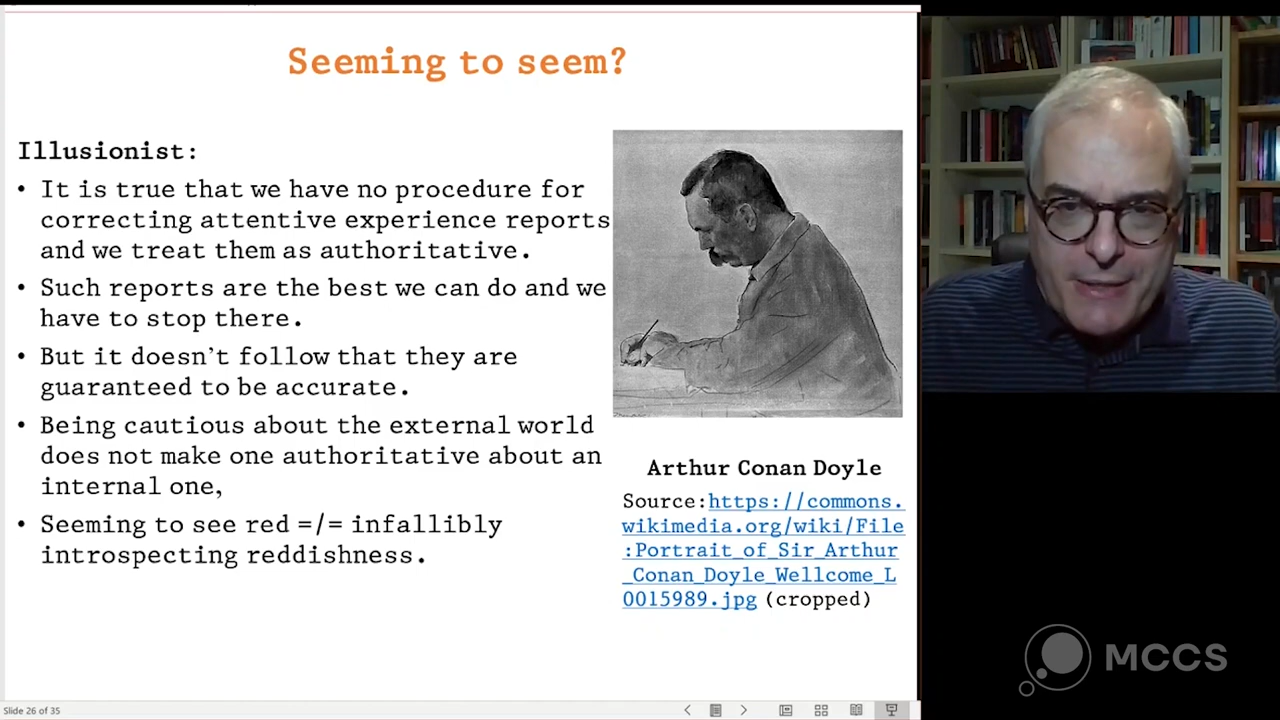 Seeming to seem?
Illusionist:
• It is true that we have no procedure for
correcting attentive experience reports
and we treat them as authoritative.
• Such reports are the best we can do and we
have to stop there.
• But it doesn't follow that they are
guaranteed to be accurate.
• Being cautious about the external world
does not make one authoritative about an
internal one,
• Seeming to see red =/= infallibly
introspecting reddishness.
Arthur Conan Doyle
Source:https://commons.
wikimedia.org/wiki/File
:Portrait_of_Sir_Arthur
_Conan_Doyle_Wellcome_L
0015989.jpg (cropped)
MCCS
Slide 26 of 35